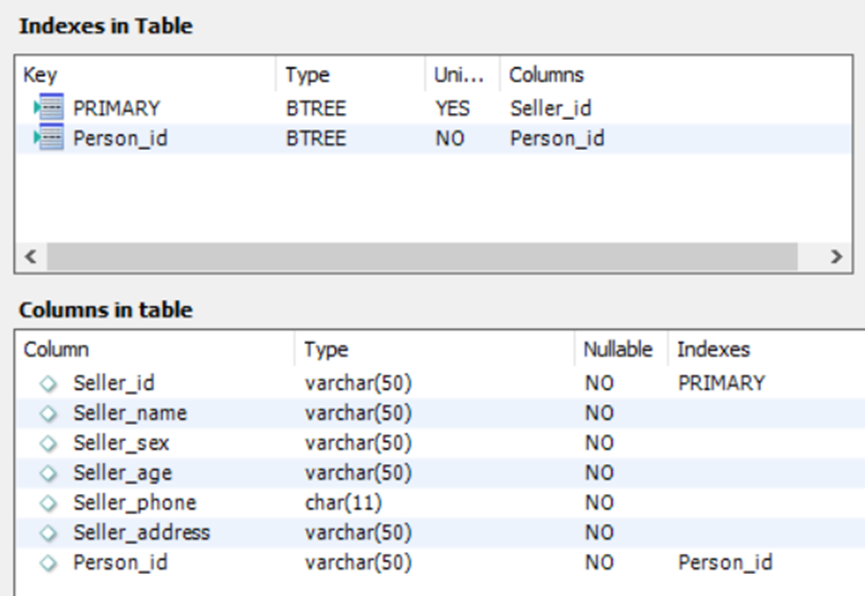 Indexes in Table
Key Type Uni... Columns
PRIMARY BTREE YES Seller_id
Person_id BTREE NO Person_id
Columns in table
Column Type Nullable Indexes
Seller_id varchar(50) NO PRIMARY
Seller_name varchar(50) NO
Seller_sex varchar(50) NO
Seller_age varchar(50) NO
Seller_phone char(11) NO
Seller_address varchar(50) NO
Person_id varchar(50) NO Person_id